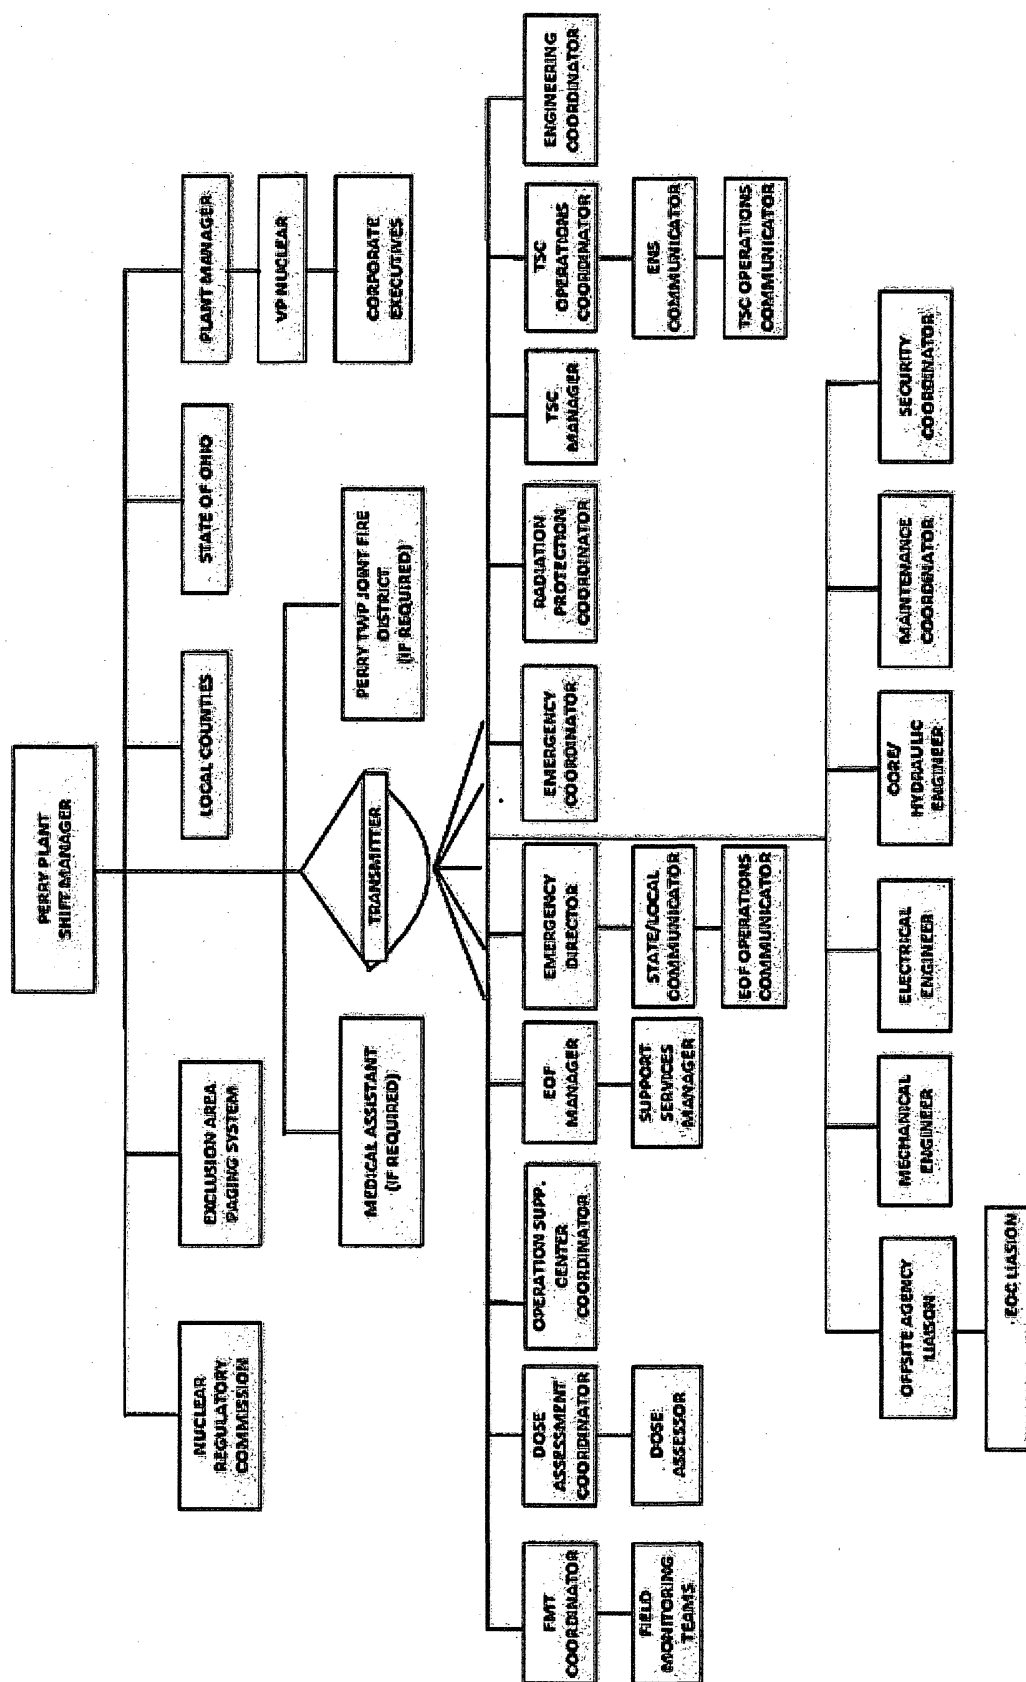 PERRY PLANT
SHIFT MANAGER
NUCLEAR
REGULATORY
COMMISSION
EXCLUSION AREA
PAGING SYSTEM
LOCAL COUNTIES
STATE OF OHIO
PLANT MANAGER
VP NUCLEAR
CORPORATE
EXECUTIVES
MEDICAL ASSISTANT
(IF REQUIRED)
TRANSMITTER
PERRY TWP JOINT FIRE
DISTRICT
(IF REQUIRED)
FMT
COORDINATOR
DOSE
ASSESSMENT
COORDINATOR
OPERATION SUPP.
CENTER
COORDINATOR
EOF
MANAGER
EMERGENCY
DIRECTOR
EMERGENCY
COORDINATOR
RADIATION
PROTECTION
COORDINATOR
TSC
MANAGER
TSC
OPERATIONS
COORDINATOR
ENGINEERING
COORDINATOR
FIELD
MONITORING
TEAMS
DOSE
ASSESSOR
SUPPORT
SERVICES
MANAGER
STATE/LOCAL
COMMUNICATOR
ENS
COMMUNICATOR
EOF OPERATIONS
COMMUNICATOR
TSC OPERATIONS
COMMUNICATOR
OFFSITE AGENCY
LIAISON
MECHANICAL
ENGINEER
ELECTRICAL
ENGINEER
CORE/
HYDRAULIC
ENGINEER
MAINTENANCE
COORDINATOR
SECURITY
COORDINATOR
EOC LIASION